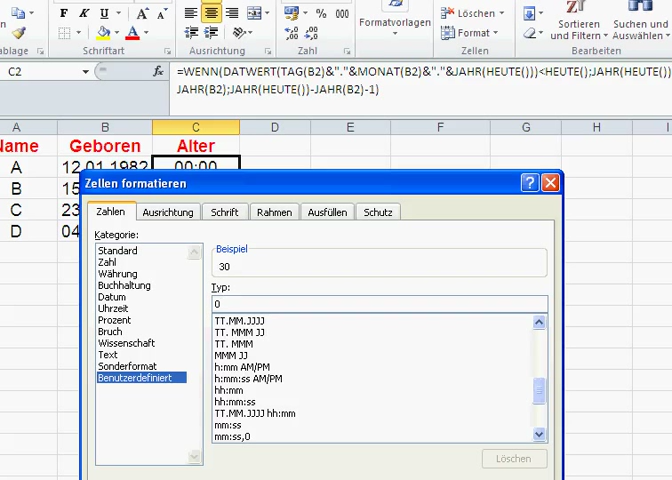 F K U
Schriftart
Ausrichtung
% 000
Zahl
Formatvorlagen
Löschen
Format
Zellen
Sortieren und Filtern
Suchen und Auswählen
Bearbeiten
C2 fx =WENN(DATWERT(TAG(B2)&"."&MONAT(B2)&"."&JAHR(HEUTE()))<HEUTE();JAHR(HEUTE())
JAHR(B2);JAHR(HEUTE())-JAHR(B2)-1)
A B C D E F G H I
Name Geboren Alter
A 12.01.1982 00:00
B 15
C 23
D 04
Zellen formatieren
Zahlen Ausrichtung Schrift Rahmen Ausfüllen Schutz
Kategorie:
Standard
Zahl
Währung
Buchhaltung
Datum
Uhrzeit
Prozent
Bruch
Wissenschaft
Text
Sonderformat
Benutzerdefiniert
Beispiel
30
Typ:
0
TT.MM.JJJJ
TT. MMM JJ
TT. MMM
MMM JJ
h:mm AM/PM
h:mm:ss AM/PM
hh:mm
hh:mm:ss
TT.MM.JJJJ hh:mm
mm:ss
mm:ss,0
Löschen